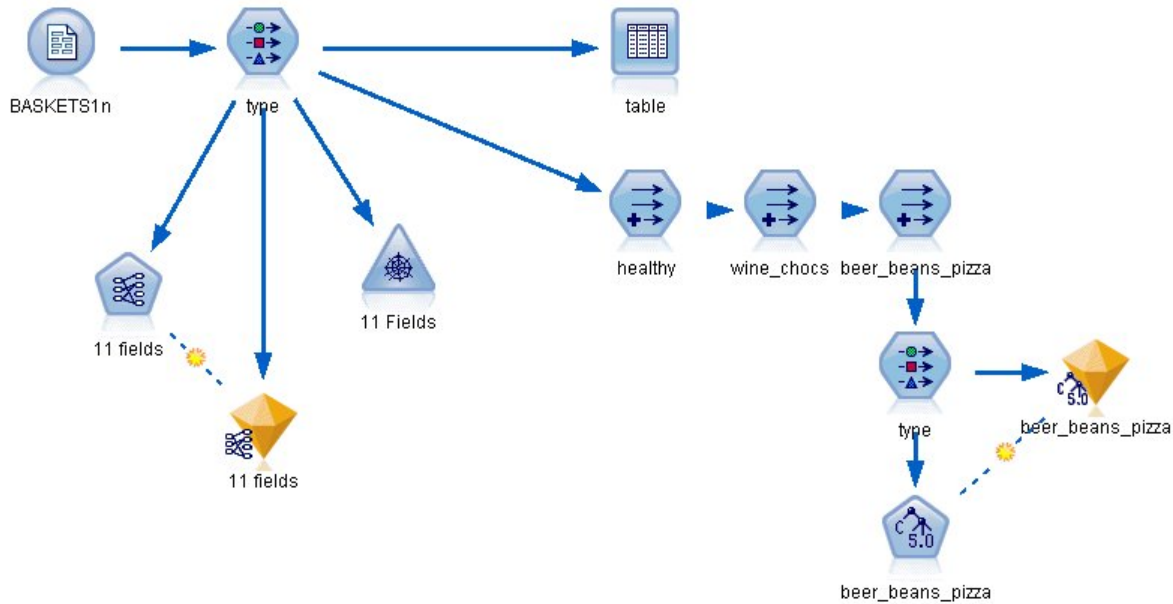 BASKETS1n
type
table
healthy
wine_chocs
beer_beans_pizza
11 fields
11 Fields
11 fields
type
C 5.0
beer_beans_pizza
C 5.0
beer_beans_pizza